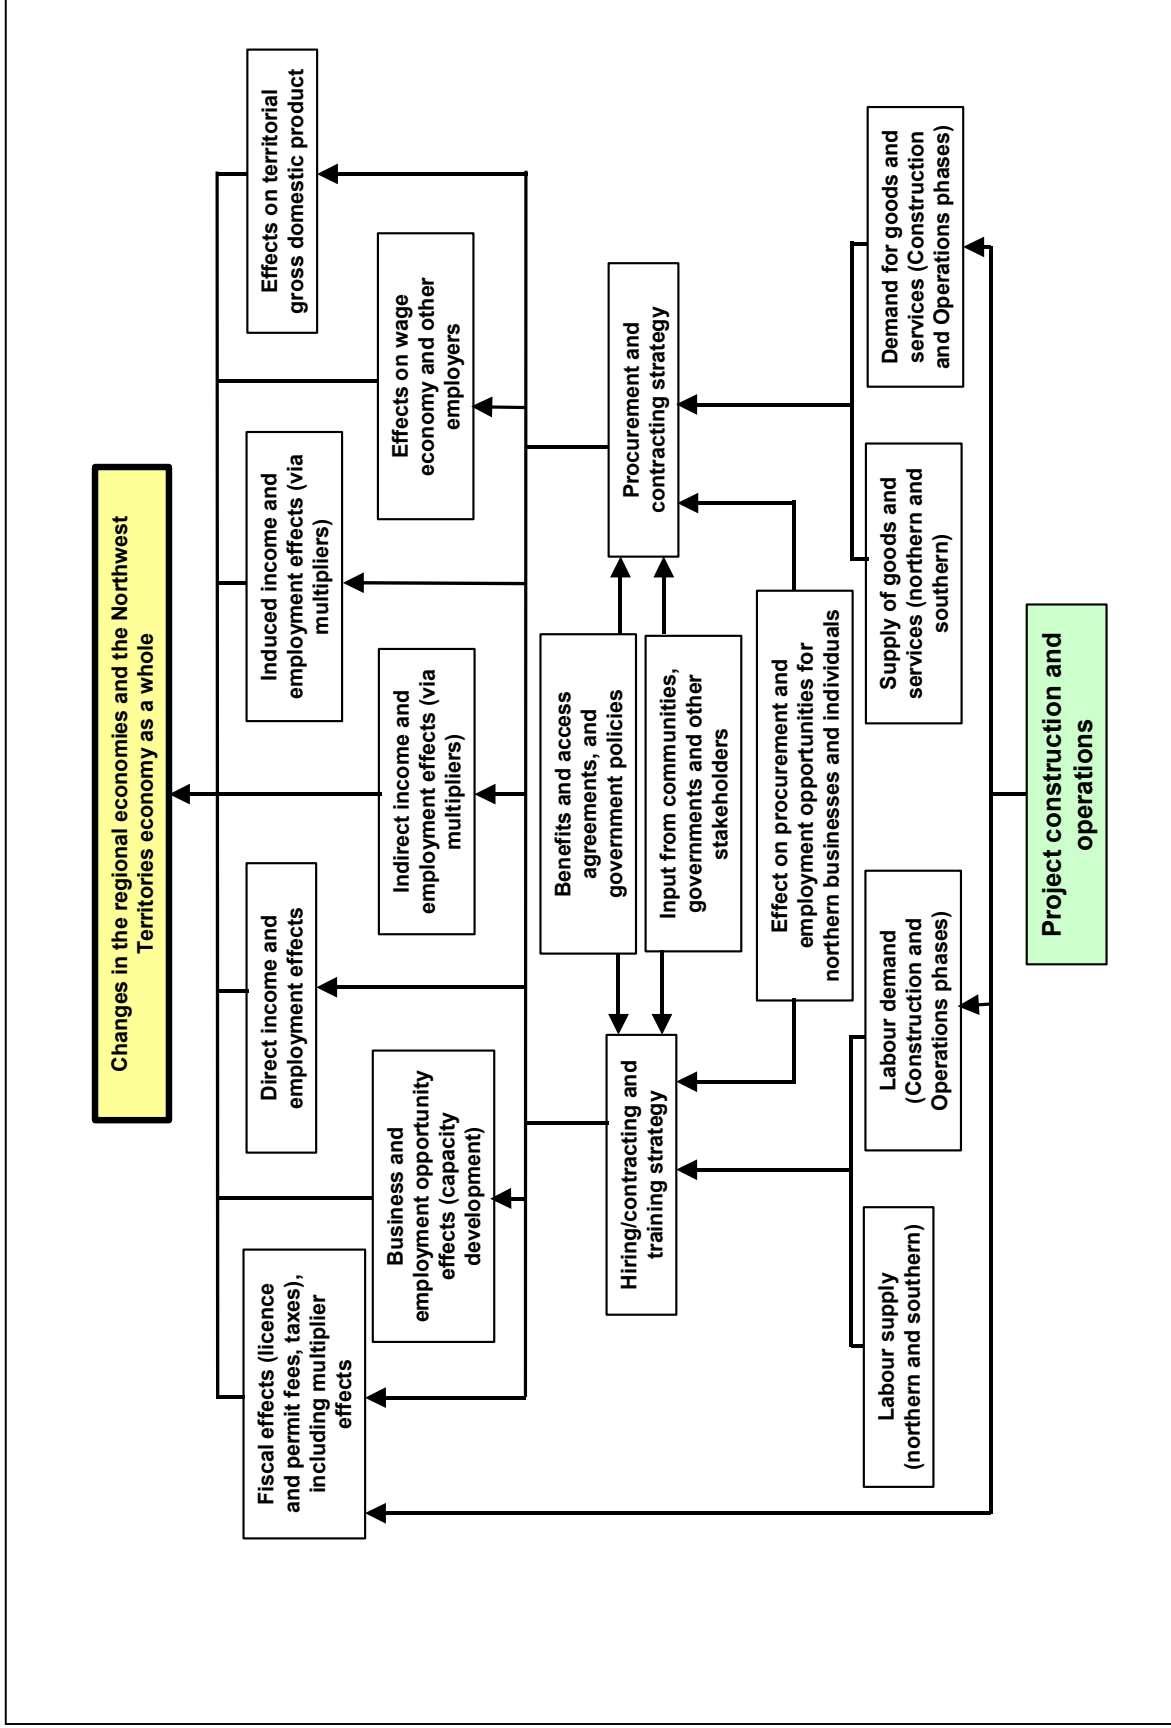 Changes in the regional economies and the Northwest
Territories economy as a whole
Fiscal effects (licence
and permit fees, taxes),
including multiplier
effects
Business and
employment opportunity
effects (capacity
development)
Direct income and
employment effects
Indirect income and
employment effects (via
multipliers)
Induced income and
employment effects (via
multipliers)
Effects on wage
economy and other
employers
Effects on territorial
gross domestic product
Benefits and access
agreements, and
government policies
Input from communities,
governments and other
stakeholders
Hiring/contracting and
training strategy
Procurement and
contracting strategy
Effect on procurement and
employment opportunities for
northern businesses and individuals
Labour supply
(northern and southern)
Labour demand
(Construction and
Operations phases)
Supply of goods and
services (northern and
southern)
Demand for goods and
services (Construction
and Operations phases)
Project construction and
operations